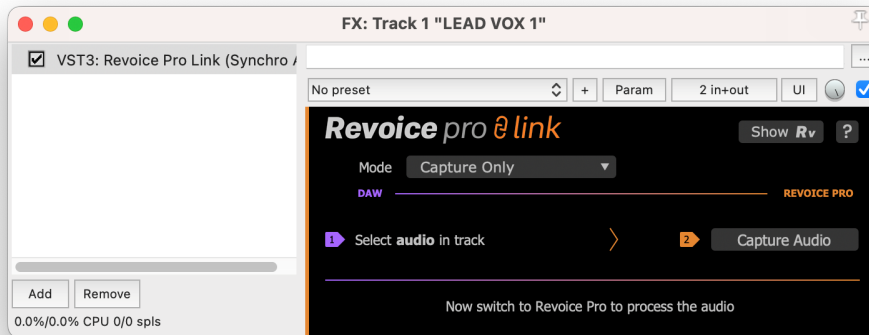 FX: Track 1 "LEAD VOX 1"
VST3: Revoice Pro Link (Synchro
...
No preset
+
Param
2 in+out
UI
Revoice pro link
Show Rv
?
Mode
Capture Only
DAW
REVOICE PRO
1
Select audio in track
2
Capture Audio
Now switch to Revoice Pro to process the audio
Add
Remove
0.0%/0.0% CPU 0/0 spls